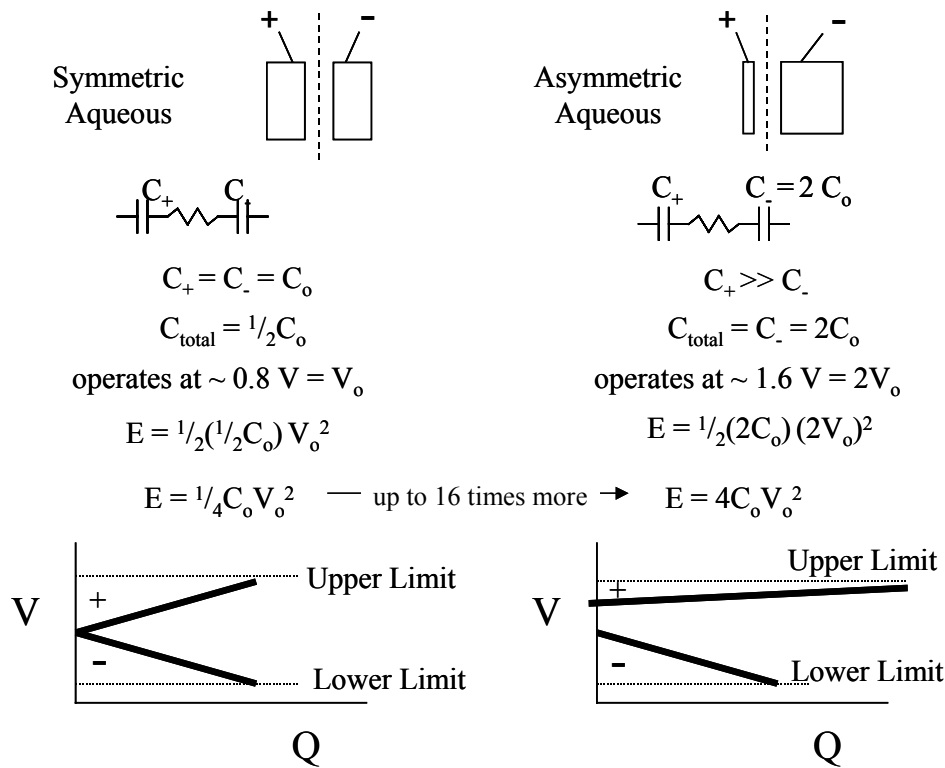 + -
Symmetric
Aqueous
C₊ C₋
C₊ = C₋ = Cₒ
C_total = ¹/₂Cₒ
operates at ~ 0.8 V = Vₒ
E = ¹/₂(¹/₂Cₒ) Vₒ²
E = ¹/₄CₒVₒ²
up to 16 times more
+ -
Asymmetric
Aqueous
C₊ C₋ = 2 Cₒ
C₊ >> C₋
C_total = C₋ = 2Cₒ
operates at ~ 1.6 V = 2Vₒ
E = ¹/₂(2Cₒ) (2Vₒ)²
E = 4CₒVₒ²
Upper Limit
V
+
-
Lower Limit
Q
Upper Limit
V
+
-
Lower Limit
Q